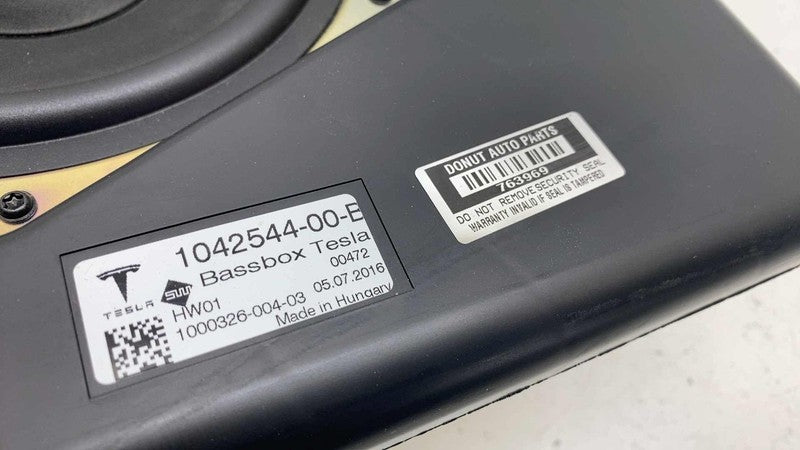 1042544-00-E
Bassbox Tesla
00472
TESLA
SW
HW01
05.07.2016
1000326-004-03
Made in Hungary
DONUT AUTO PARTS
763969
DO NOT REMOVE SECURITY SEAL
WARRANTY INVALID IF SEAL IS TAMPERED